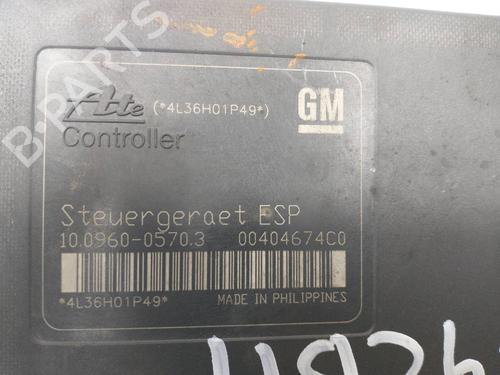 Ate (*4L36H01P49*) GM
Controller
Steuergeraet ESP
10.0960-0570.3 00404674C0
*4L36H01P49* MADE IN PHILIPPINES
B-PARTS